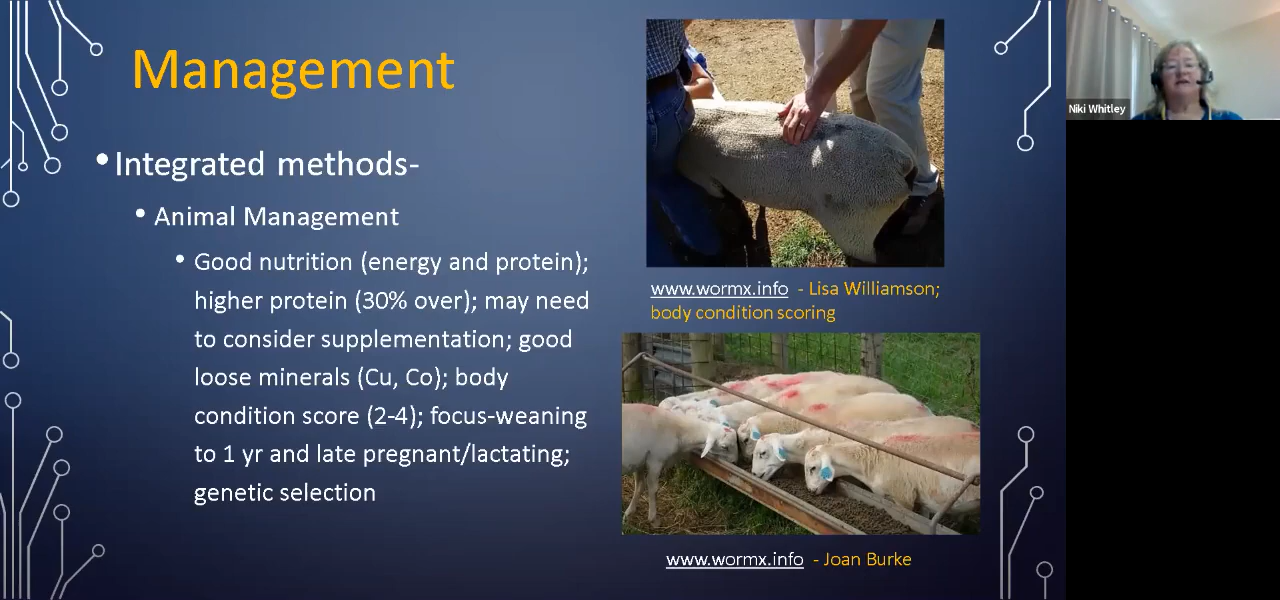 Management
• Integrated methods-
• Animal Management
• Good nutrition (energy and protein);
higher protein (30% over); may need
to consider supplementation; good
loose minerals (Cu, Co); body
condition score (2-4); focus-weaning
to 1 yr and late pregnant/lactating;
genetic selection
www.wormx.info - Lisa Williamson;
body condition scoring
www.wormx.info - Joan Burke
Niki Whitley